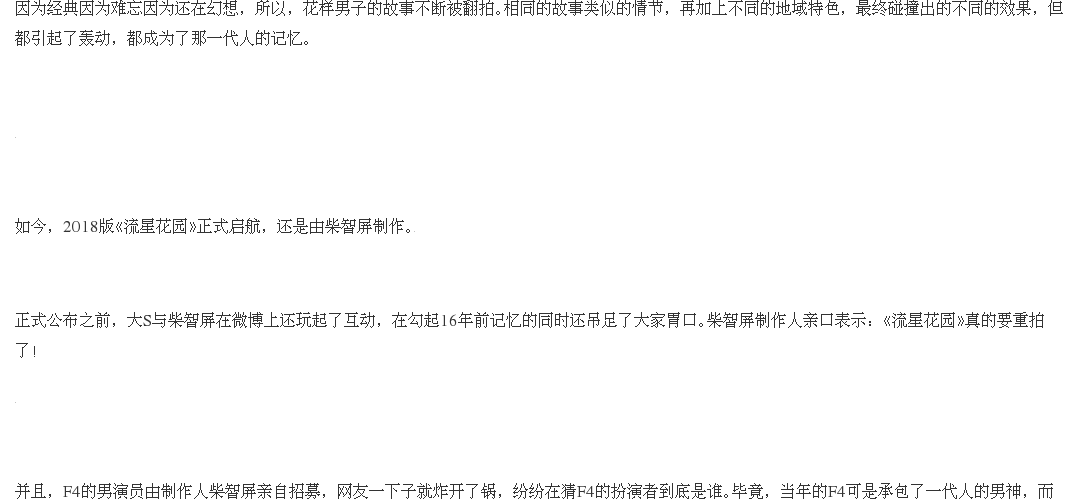 因为经典因为难忘因为还在幻想，所以，花样男子的故事不断被翻拍。相同的故事类似的情节，再加上不同的地域特色，最终碰撞出的不同的效果，但
都引起了轰动，都成为了那一代人的记忆。
如今，2018版《流星花园》正式启航，还是由柴智屏制作。
正式公布之前，大S与柴智屏在微博上还玩起了互动，在勾起16年前记忆的同时还吊足了大家胃口。柴智屏制作人亲口表示：《流星花园》真的要重拍
了！
并且，F4的男演员由制作人柴智屏亲自招募，网友一下子就炸开了锅，纷纷在猜F4的扮演者到底是谁。毕竟，当年的F4可是承包了一代人的男神，而